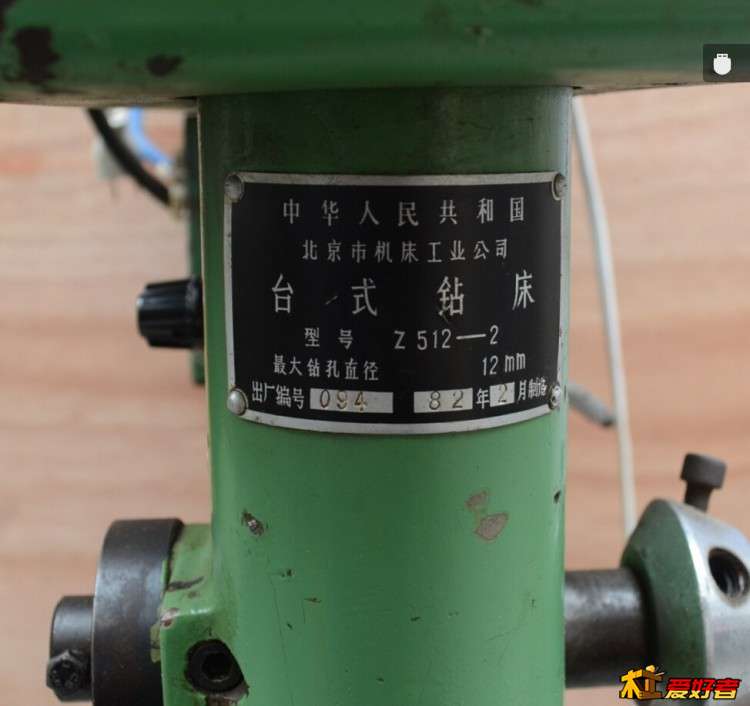 中华人民共和国
北京市机床工业公司
台式钻床
型号 Z512—2
最大钻孔直径 12mm
出厂编号 094 82年2月制造
木工爱好者